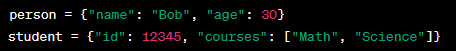 person = {"name": "Bob", "age": 30}
student = {"id": 12345, "courses": ["Math", "Science"]}